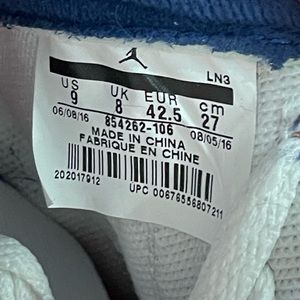 LN3
US UK EUR cm
9 8 42.5 27
06/08/16 08/05/16
854262-106
MADE IN CHINA
FABRIQUE EN CHINE
202017912
UPC 00676556807211